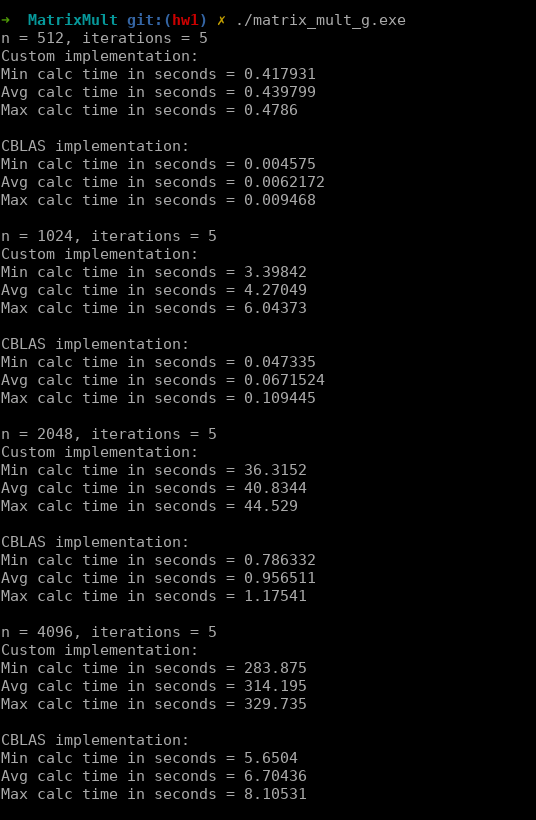 ➜  MatrixMult git:(hwl) ✗ ./matrix_mult_g.exe
n = 512, iterations = 5
Custom implementation:
Min calc time in seconds = 0.417931
Avg calc time in seconds = 0.439799
Max calc time in seconds = 0.4786

CBLAS implementation:
Min calc time in seconds = 0.004575
Avg calc time in seconds = 0.0062172
Max calc time in seconds = 0.009468

n = 1024, iterations = 5
Custom implementation:
Min calc time in seconds = 3.39842
Avg calc time in seconds = 4.27049
Max calc time in seconds = 6.04373

CBLAS implementation:
Min calc time in seconds = 0.047335
Avg calc time in seconds = 0.0671524
Max calc time in seconds = 0.109445

n = 2048, iterations = 5
Custom implementation:
Min calc time in seconds = 36.3152
Avg calc time in seconds = 40.8344
Max calc time in seconds = 44.529

CBLAS implementation:
Min calc time in seconds = 0.786332
Avg calc time in seconds = 0.956511
Max calc time in seconds = 1.17541

n = 4096, iterations = 5
Custom implementation:
Min calc time in seconds = 283.875
Avg calc time in seconds = 314.195
Max calc time in seconds = 329.735

CBLAS implementation:
Min calc time in seconds = 5.6504
Avg calc time in seconds = 6.70436
Max calc time in seconds = 8.10531